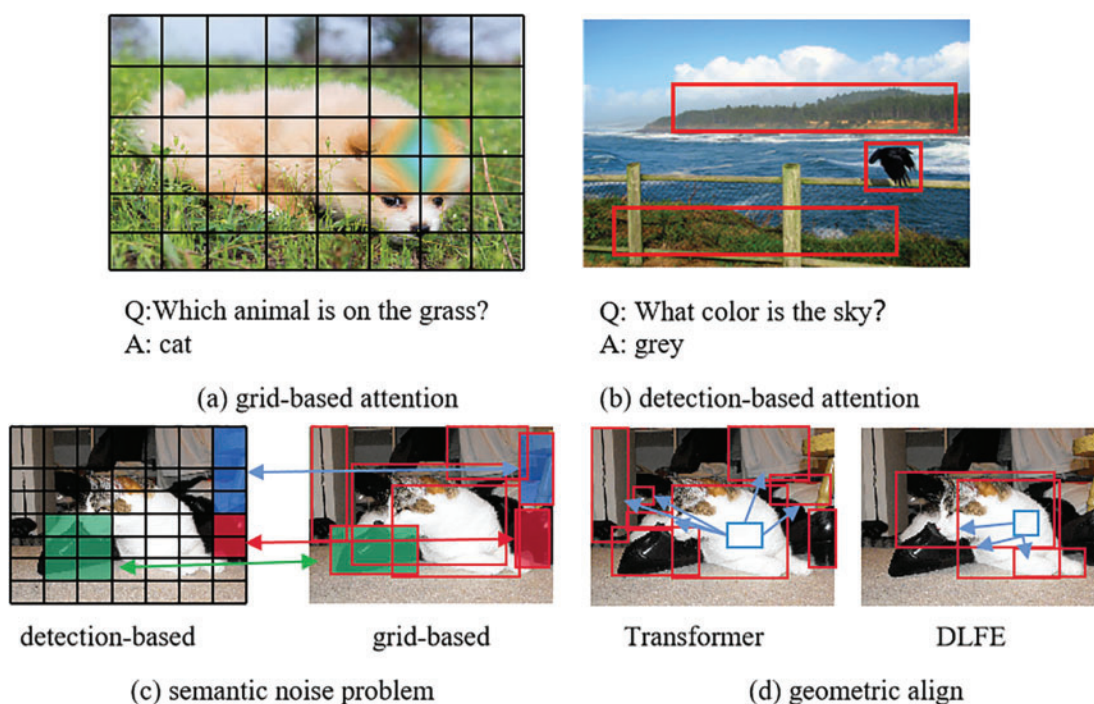 Q:Which animal is on the grass?
A: cat
(a) grid-based attention
Q: What color is the sky?
A: grey
(b) detection-based attention
detection-based
grid-based
(c) semantic noise problem
Transformer
DLFE
(d) geometric align